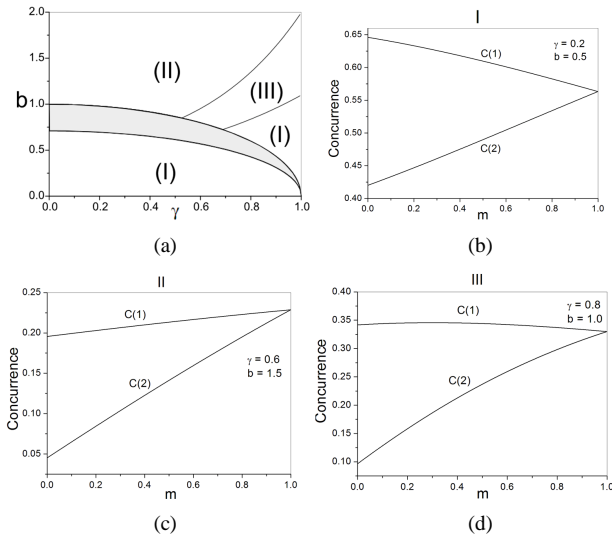 2.0
1.5
1.0
0.5
0.0
b
(II)
(III)
(I)
(I)
0.0 0.2 0.4 0.6 0.8 1.0
γ
(a)
I
Concurrence
0.65
0.60
0.55
0.50
0.45
0.40
C(1)
C(2)
γ = 0.2
b = 0.5
0.0 0.2 0.4 0.6 0.8 1.0
m
(b)
II
Concurrence
0.25
0.20
0.15
0.10
0.05
C(1)
C(2)
γ = 0.6
b = 1.5
0.0 0.2 0.4 0.6 0.8 1.0
m
(c)
III
Concurrence
0.40
0.35
0.30
0.25
0.20
0.15
0.10
C(1)
C(2)
γ = 0.8
b = 1.0
0.0 0.2 0.4 0.6 0.8 1.0
m
(d)